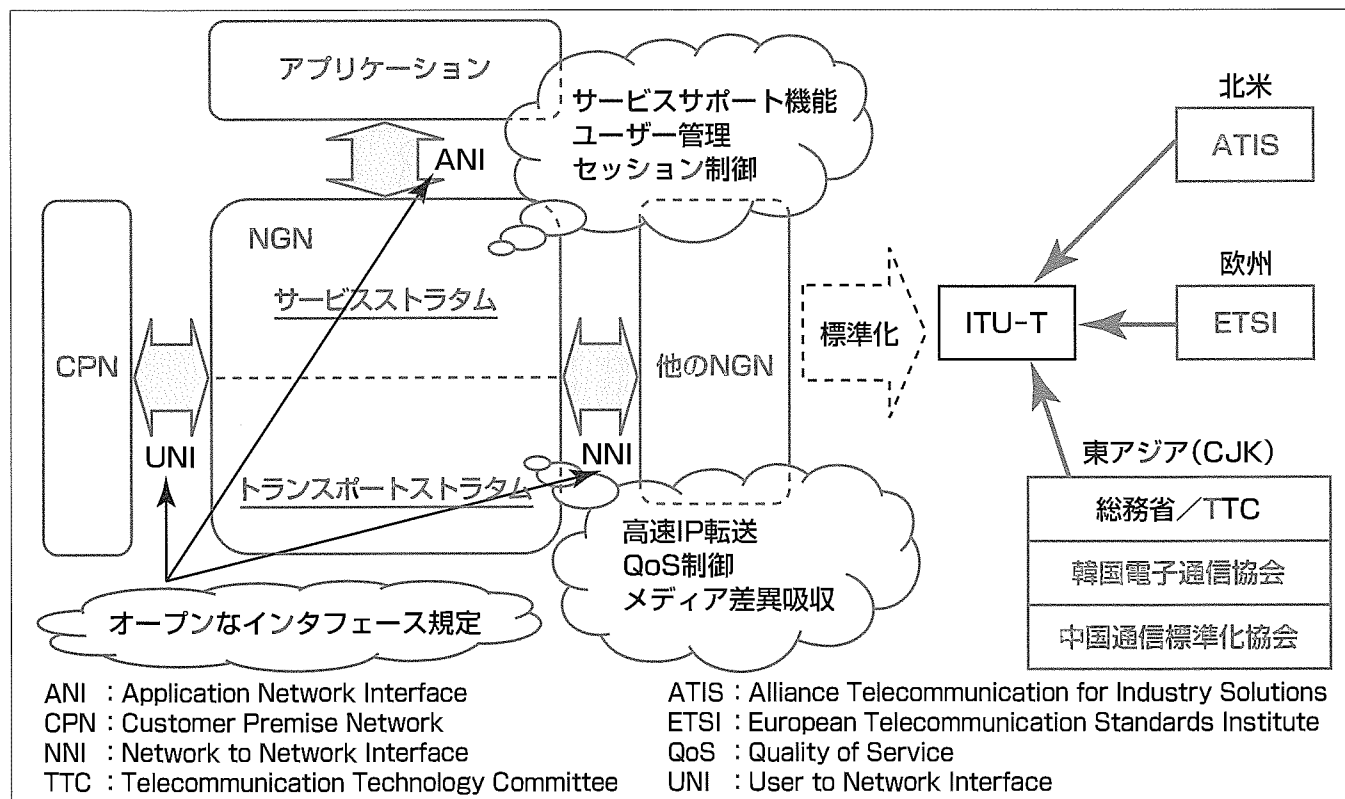 アプリケーション
サービスサポート機能
ユーザー管理
セッション制御
ANI
NGN
サービスストラタム
CPN
UNI
トランスポートストラタム
NNI
他のNGN
高速IP転送
QoS制御
メディア差異吸収
オープンなインタフェース規定
標準化
ITU-T
北米
ATIS
欧州
ETSI
東アジア(CJK)
総務省/TTC
韓国電子通信協会
中国通信標準化協会
ANI : Application Network Interface
CPN : Customer Premise Network
NNI : Network to Network Interface
TTC : Telecommunication Technology Committee
ATIS : Alliance Telecommunication for Industry Solutions
ETSI : European Telecommunication Standards Institute
QoS : Quality of Service
UNI : User to Network Interface